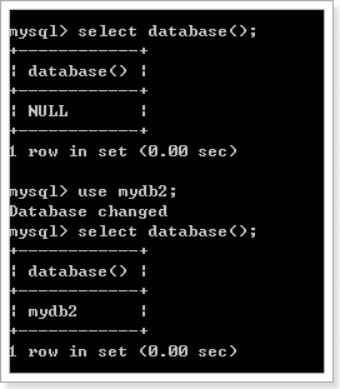 mysql> select database();
+------------+
| database() |
+------------+
| NULL       |
+------------+
1 row in set (0.00 sec)

mysql> use mydb2;
Database changed
mysql> select database();
+------------+
| database() |
+------------+
| mydb2      |
+------------+
1 row in set (0.00 sec)